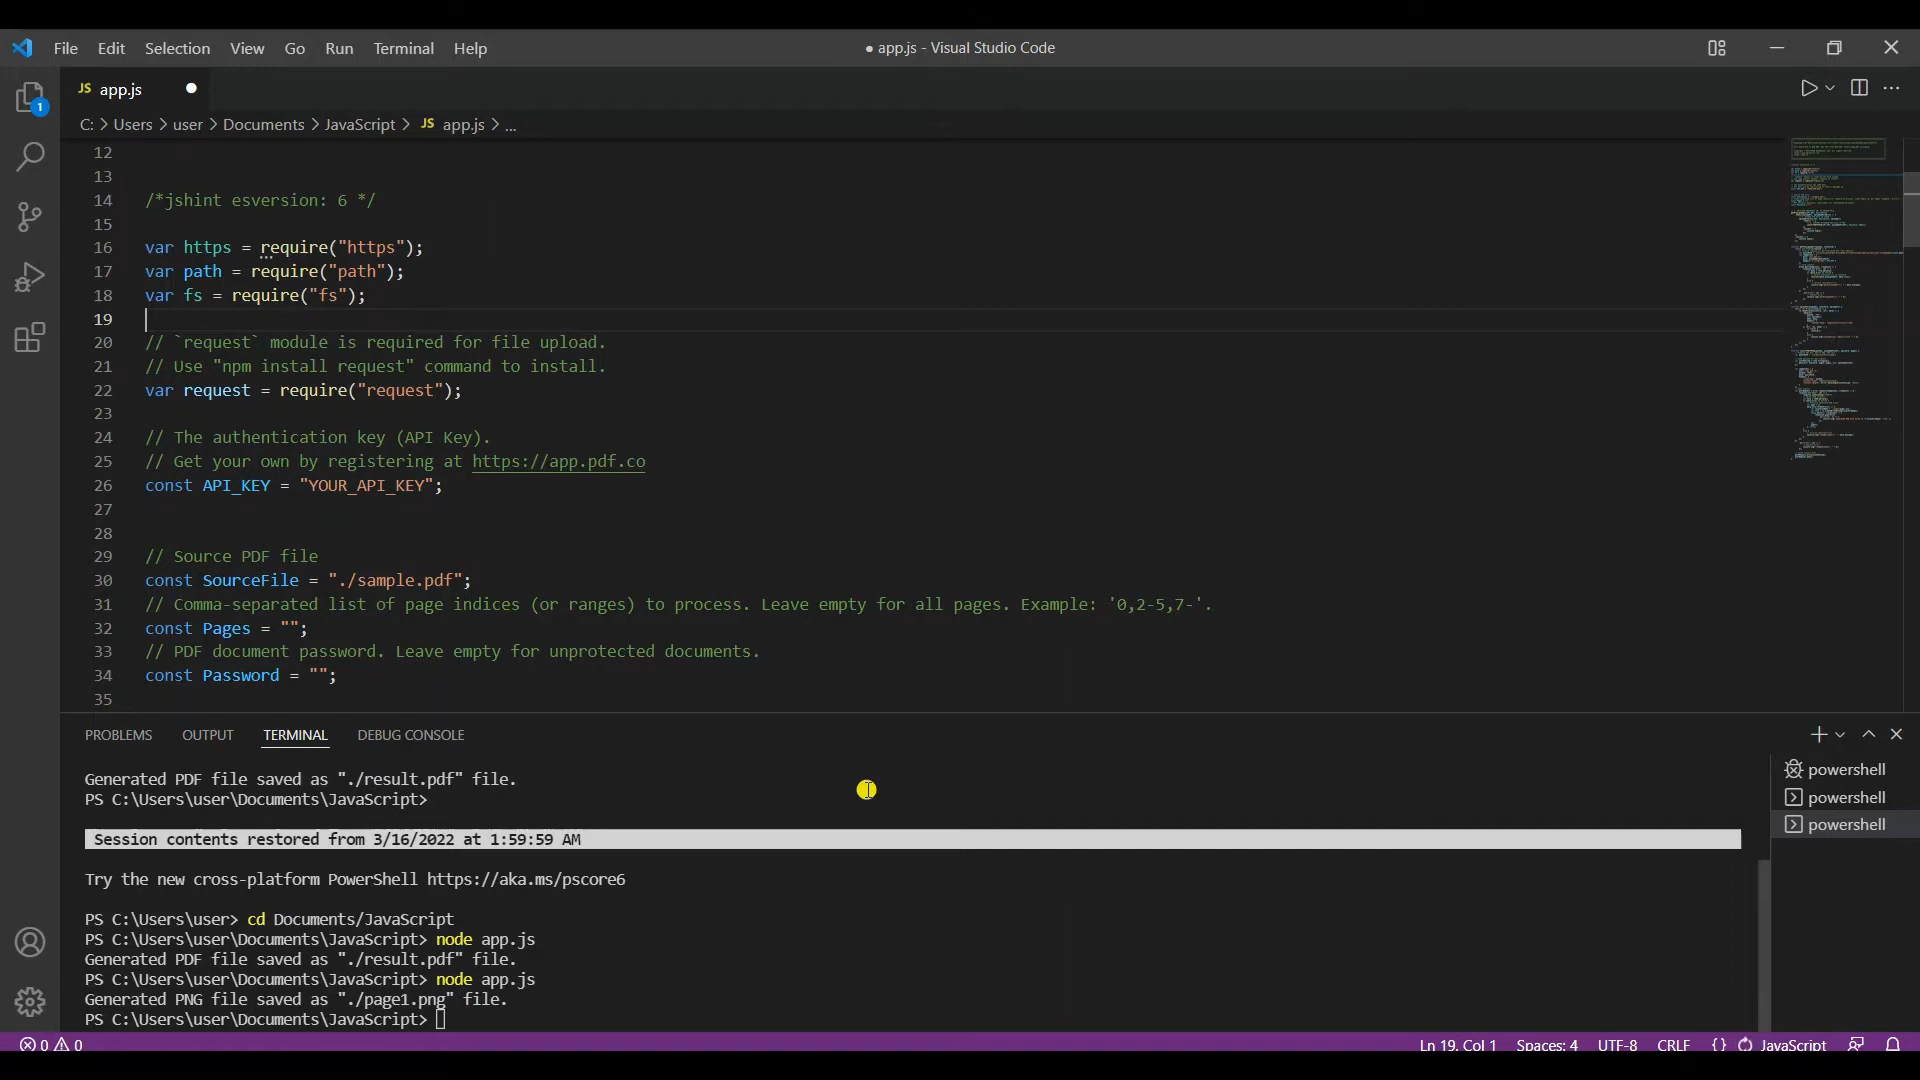 File Edit Selection View Go Run Terminal Help
● app.js - Visual Studio Code
JS app.js
C: > Users > user > Documents > JavaScript > JS app.js > ...
1
12
13
14 /*jshint esversion: 6 */
15
16 var https = require("https");
17 var path = require("path");
18 var fs = require("fs");
19
20 // `request` module is required for file upload.
21 // Use "npm install request" command to install.
22 var request = require("request");
23
24 // The authentication key (API Key).
25 // Get your own by registering at https://app.pdf.co
26 const API_KEY = "YOUR_API_KEY";
27
28
29 // Source PDF file
30 const SourceFile = "./sample.pdf";
31 // Comma-separated list of page indices (or ranges) to process. Leave empty for all pages. Example: '0,2-5,7-'.
32 const Pages = "";
33 // PDF document password. Leave empty for unprotected documents.
34 const Password = "";
35
PROBLEMS OUTPUT TERMINAL DEBUG CONSOLE
Generated PDF file saved as "./result.pdf" file.
PS C:\Users\user\Documents\JavaScript>
Session contents restored from 3/16/2022 at 1:59:59 AM
Try the new cross-platform PowerShell https://aka.ms/pscore6
PS C:\Users\user> cd Documents/JavaScript
PS C:\Users\user\Documents\JavaScript> node app.js
Generated PDF file saved as "./result.pdf" file.
PS C:\Users\user\Documents\JavaScript> node app.js
Generated PNG file saved as "./page1.png" file.
PS C:\Users\user\Documents\JavaScript>
powershell
powershell
powershell
0 0
Ln 19, Col 1 Spaces: 4 UTF-8 CRLF {} JavaScript